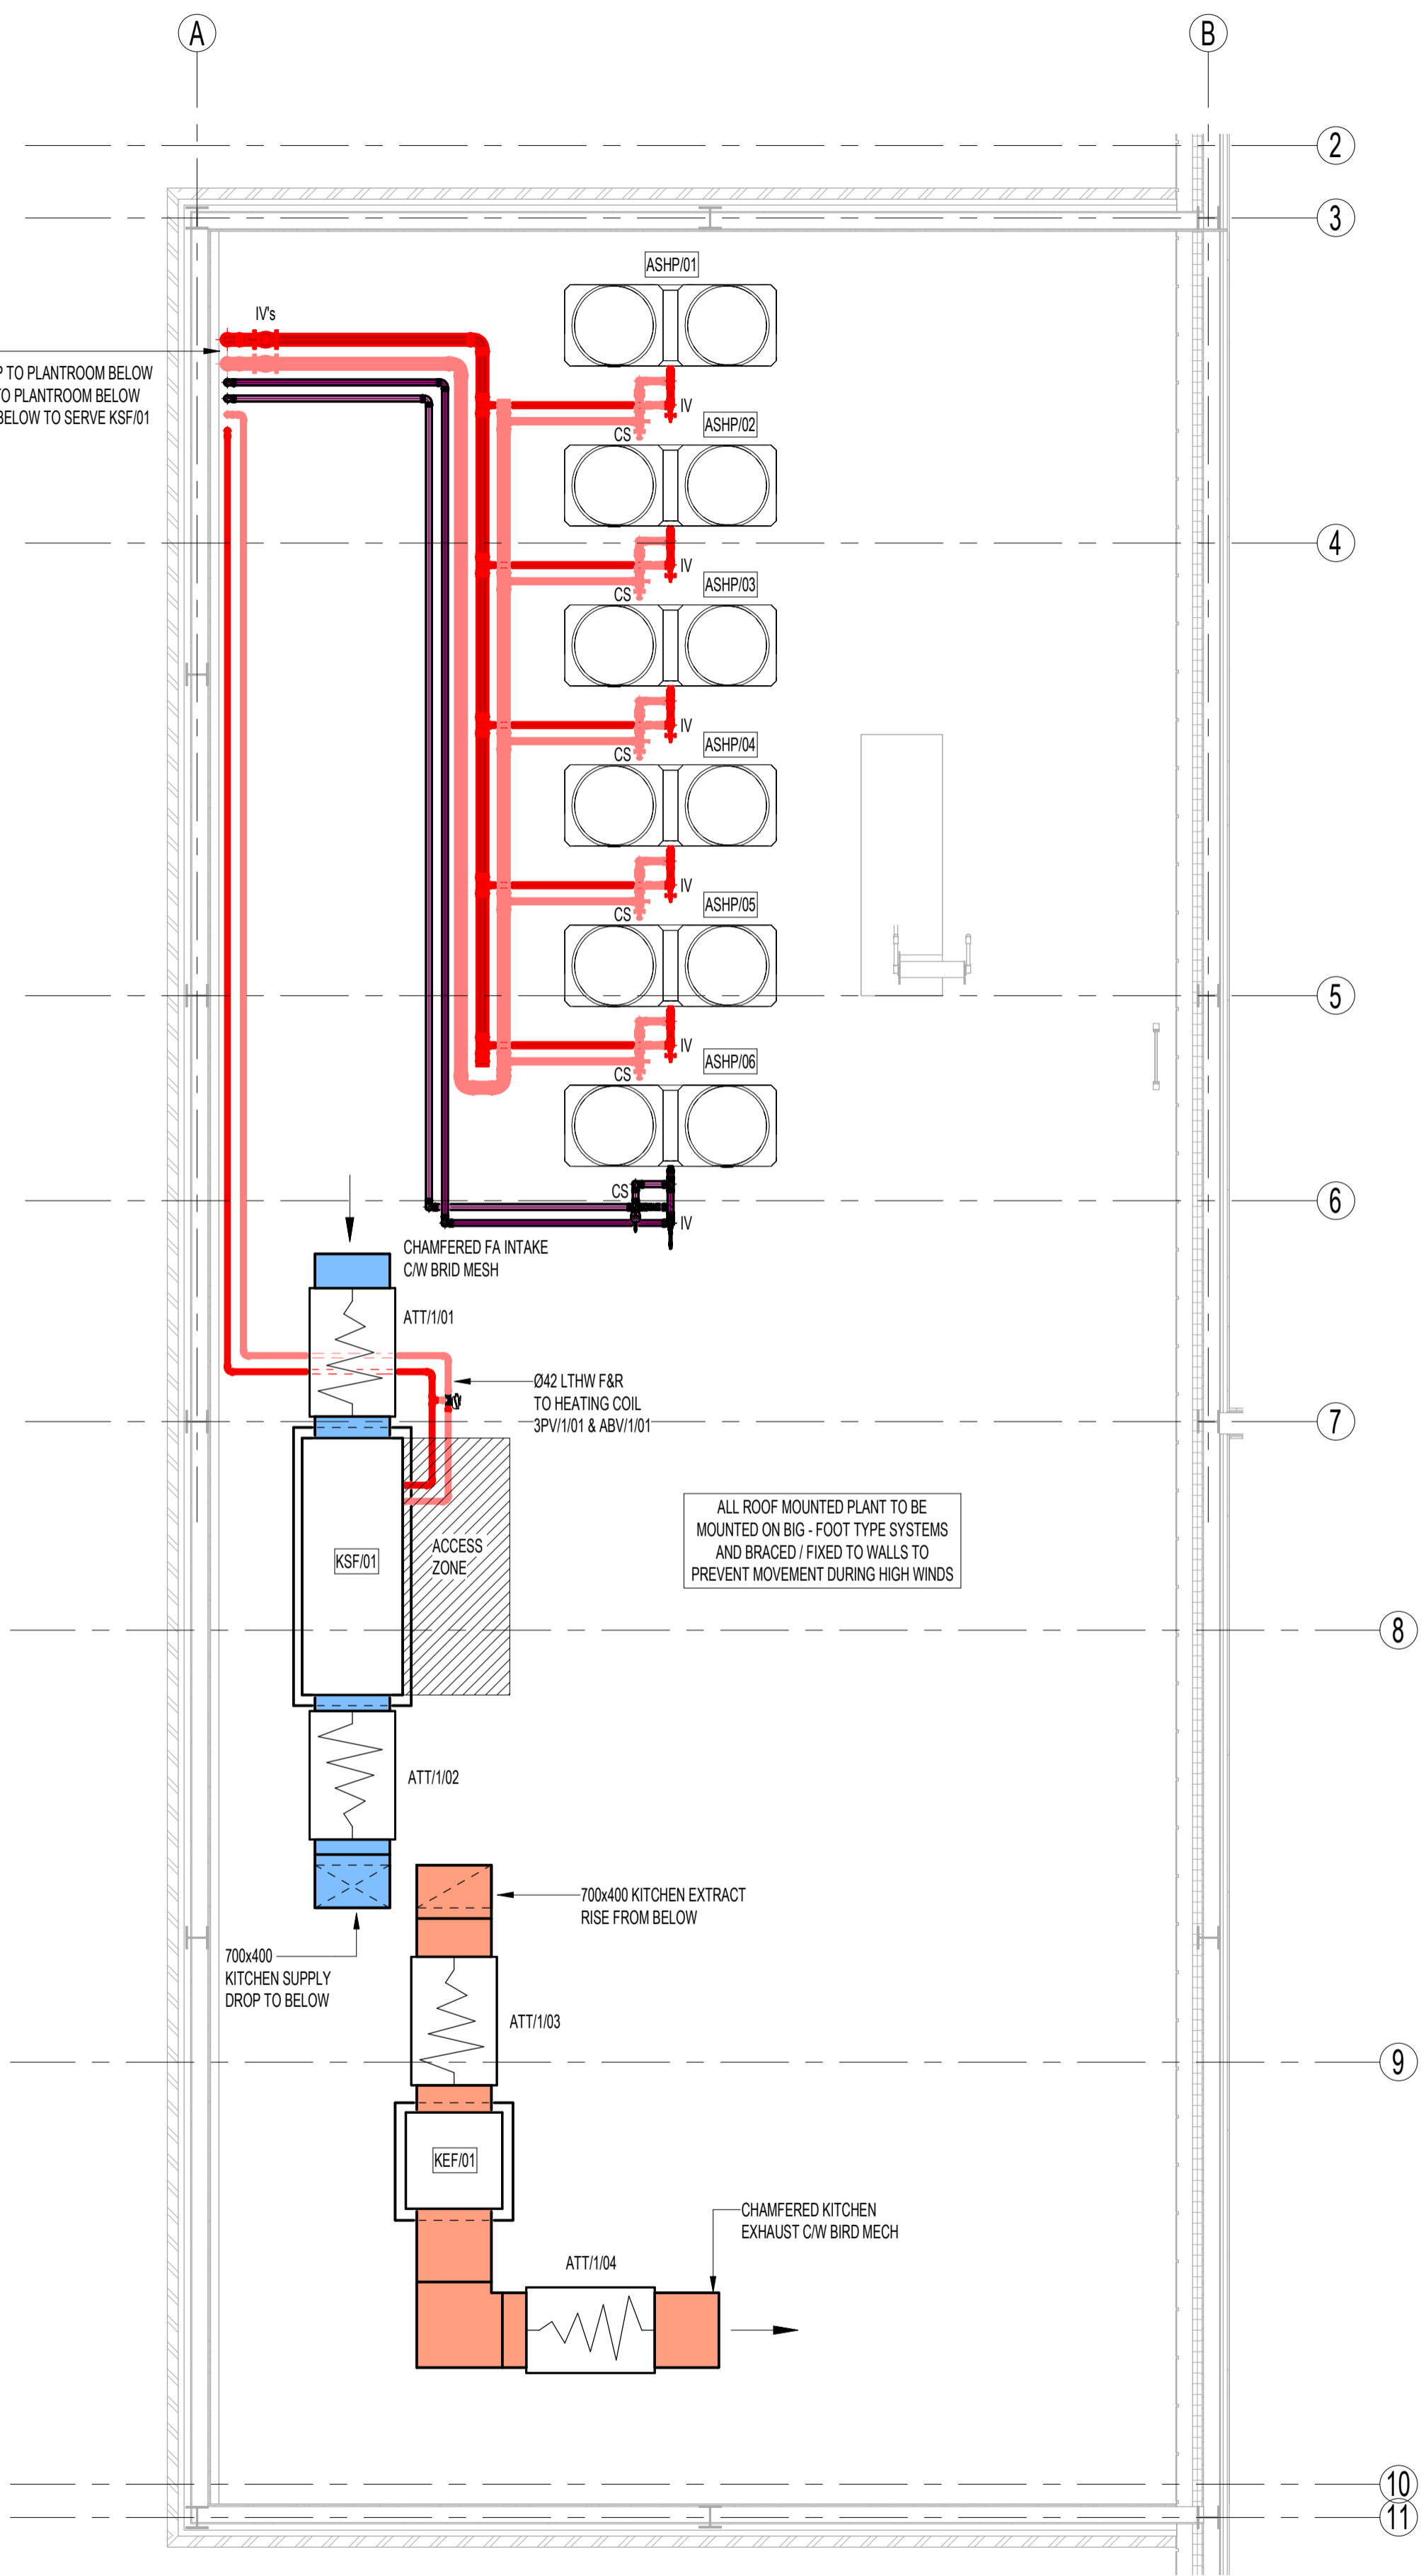 A
B
2
3
ASHP/01
IV's
P TO PLANTROOM BELOW
TO PLANTROOM BELOW
BELOW TO SERVE KSF/01
IV
CS
ASHP/02
4
IV
CS
ASHP/03
IV
CS
ASHP/04
IV
CS
ASHP/05
5
IV
CS
ASHP/06
CS
IV
6
CHAMFERED FA INTAKE
C/W BRID MESH
ATT/1/01
Ø42 LTHW F&R
TO HEATING COIL
3PV/1/01 & ABV/1/01
7
ALL ROOF MOUNTED PLANT TO BE
MOUNTED ON BIG - FOOT TYPE SYSTEMS
AND BRACED / FIXED TO WALLS TO
PREVENT MOVEMENT DURING HIGH WINDS
KSF/01
ACCESS
ZONE
8
ATT/1/02
700x400 KITCHEN EXTRACT
RISE FROM BELOW
700x400
KITCHEN SUPPLY
DROP TO BELOW
ATT/1/03
9
KEF/01
CHAMFERED KITCHEN
EXHAUST C/W BIRD MECH
ATT/1/04
10
11